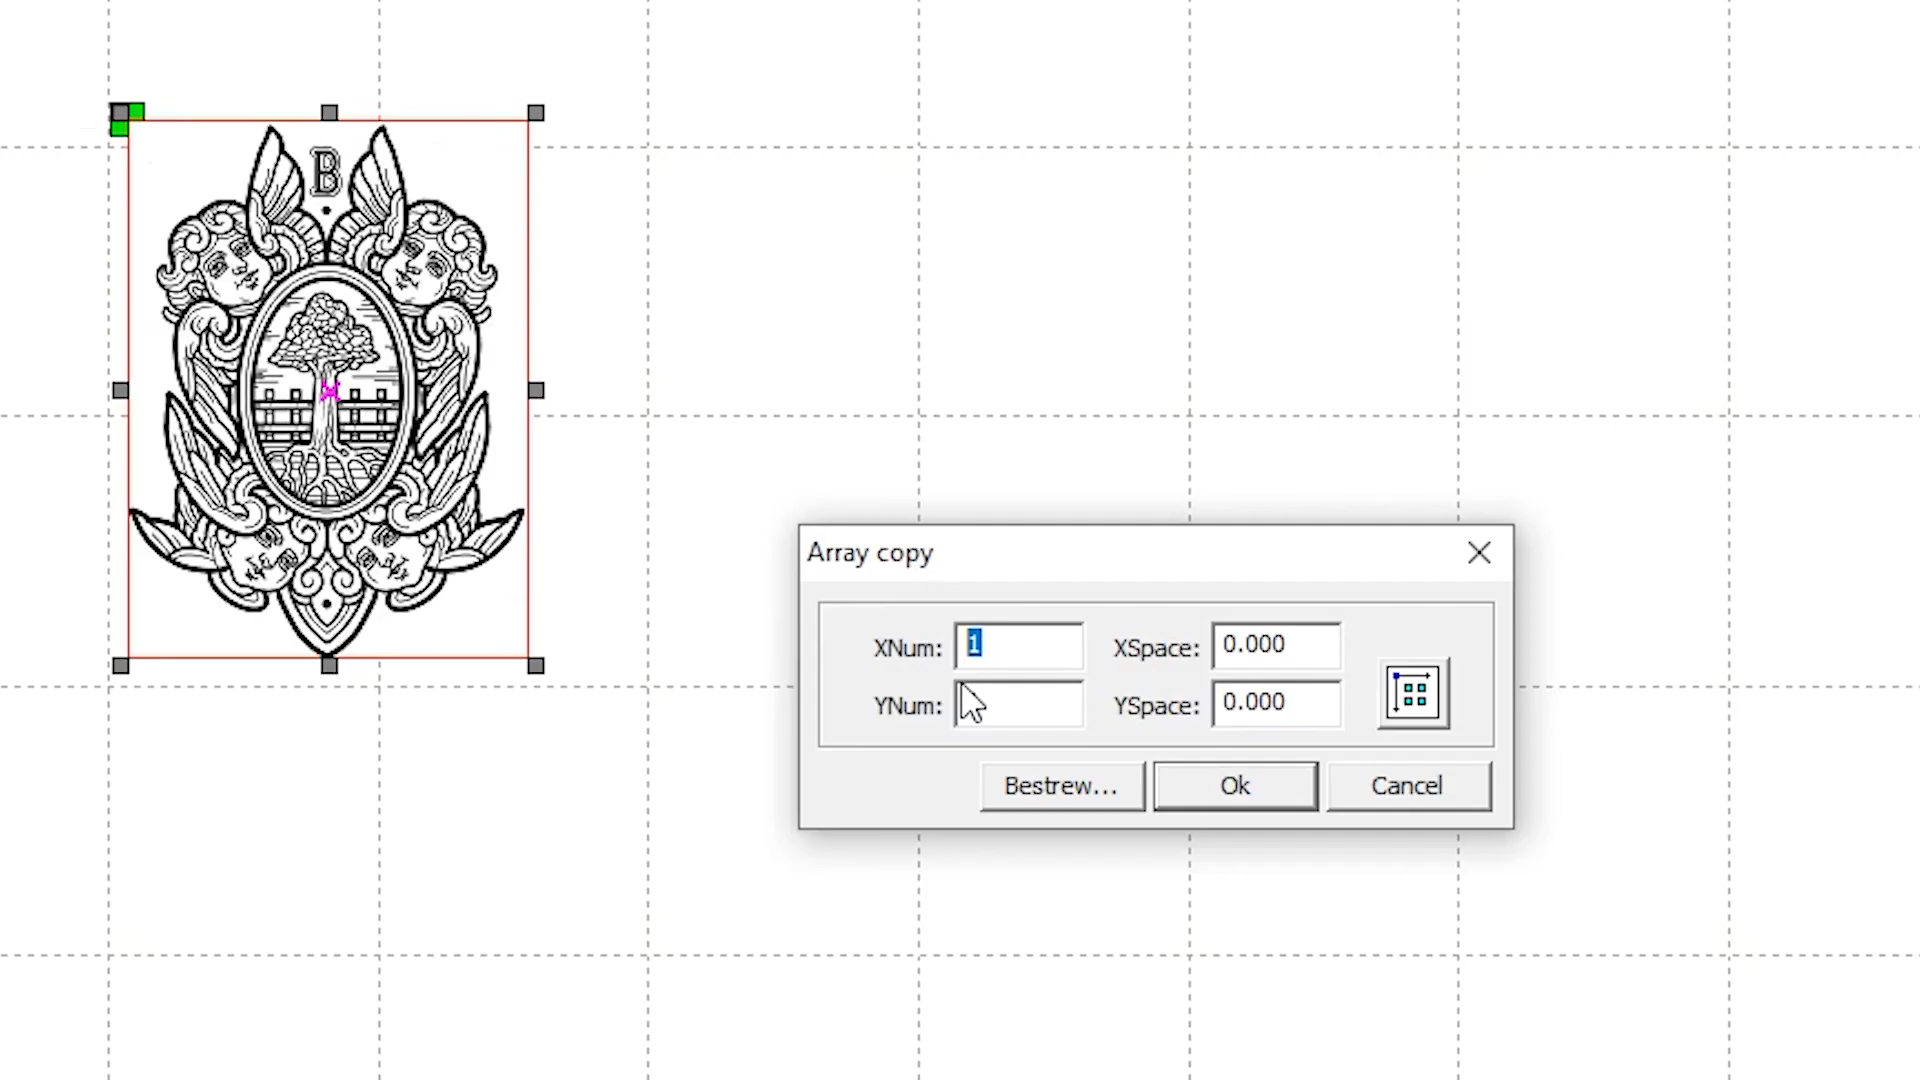 B
Array copy
XNum: 1 XSpace: 0.000
YNum: YSpace: 0.000
Bestrew... Ok Cancel